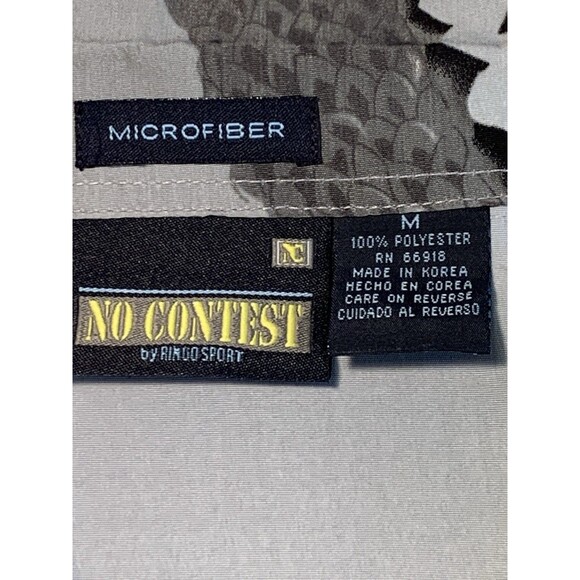 MICROFIBER
NC
NO CONTEST
by RINOO SPORT
M
100% POLYESTER
RN 66918
MADE IN KOREA
HECHO EN COREA
CARE ON REVERSE
CUIDADO AL REVERSO